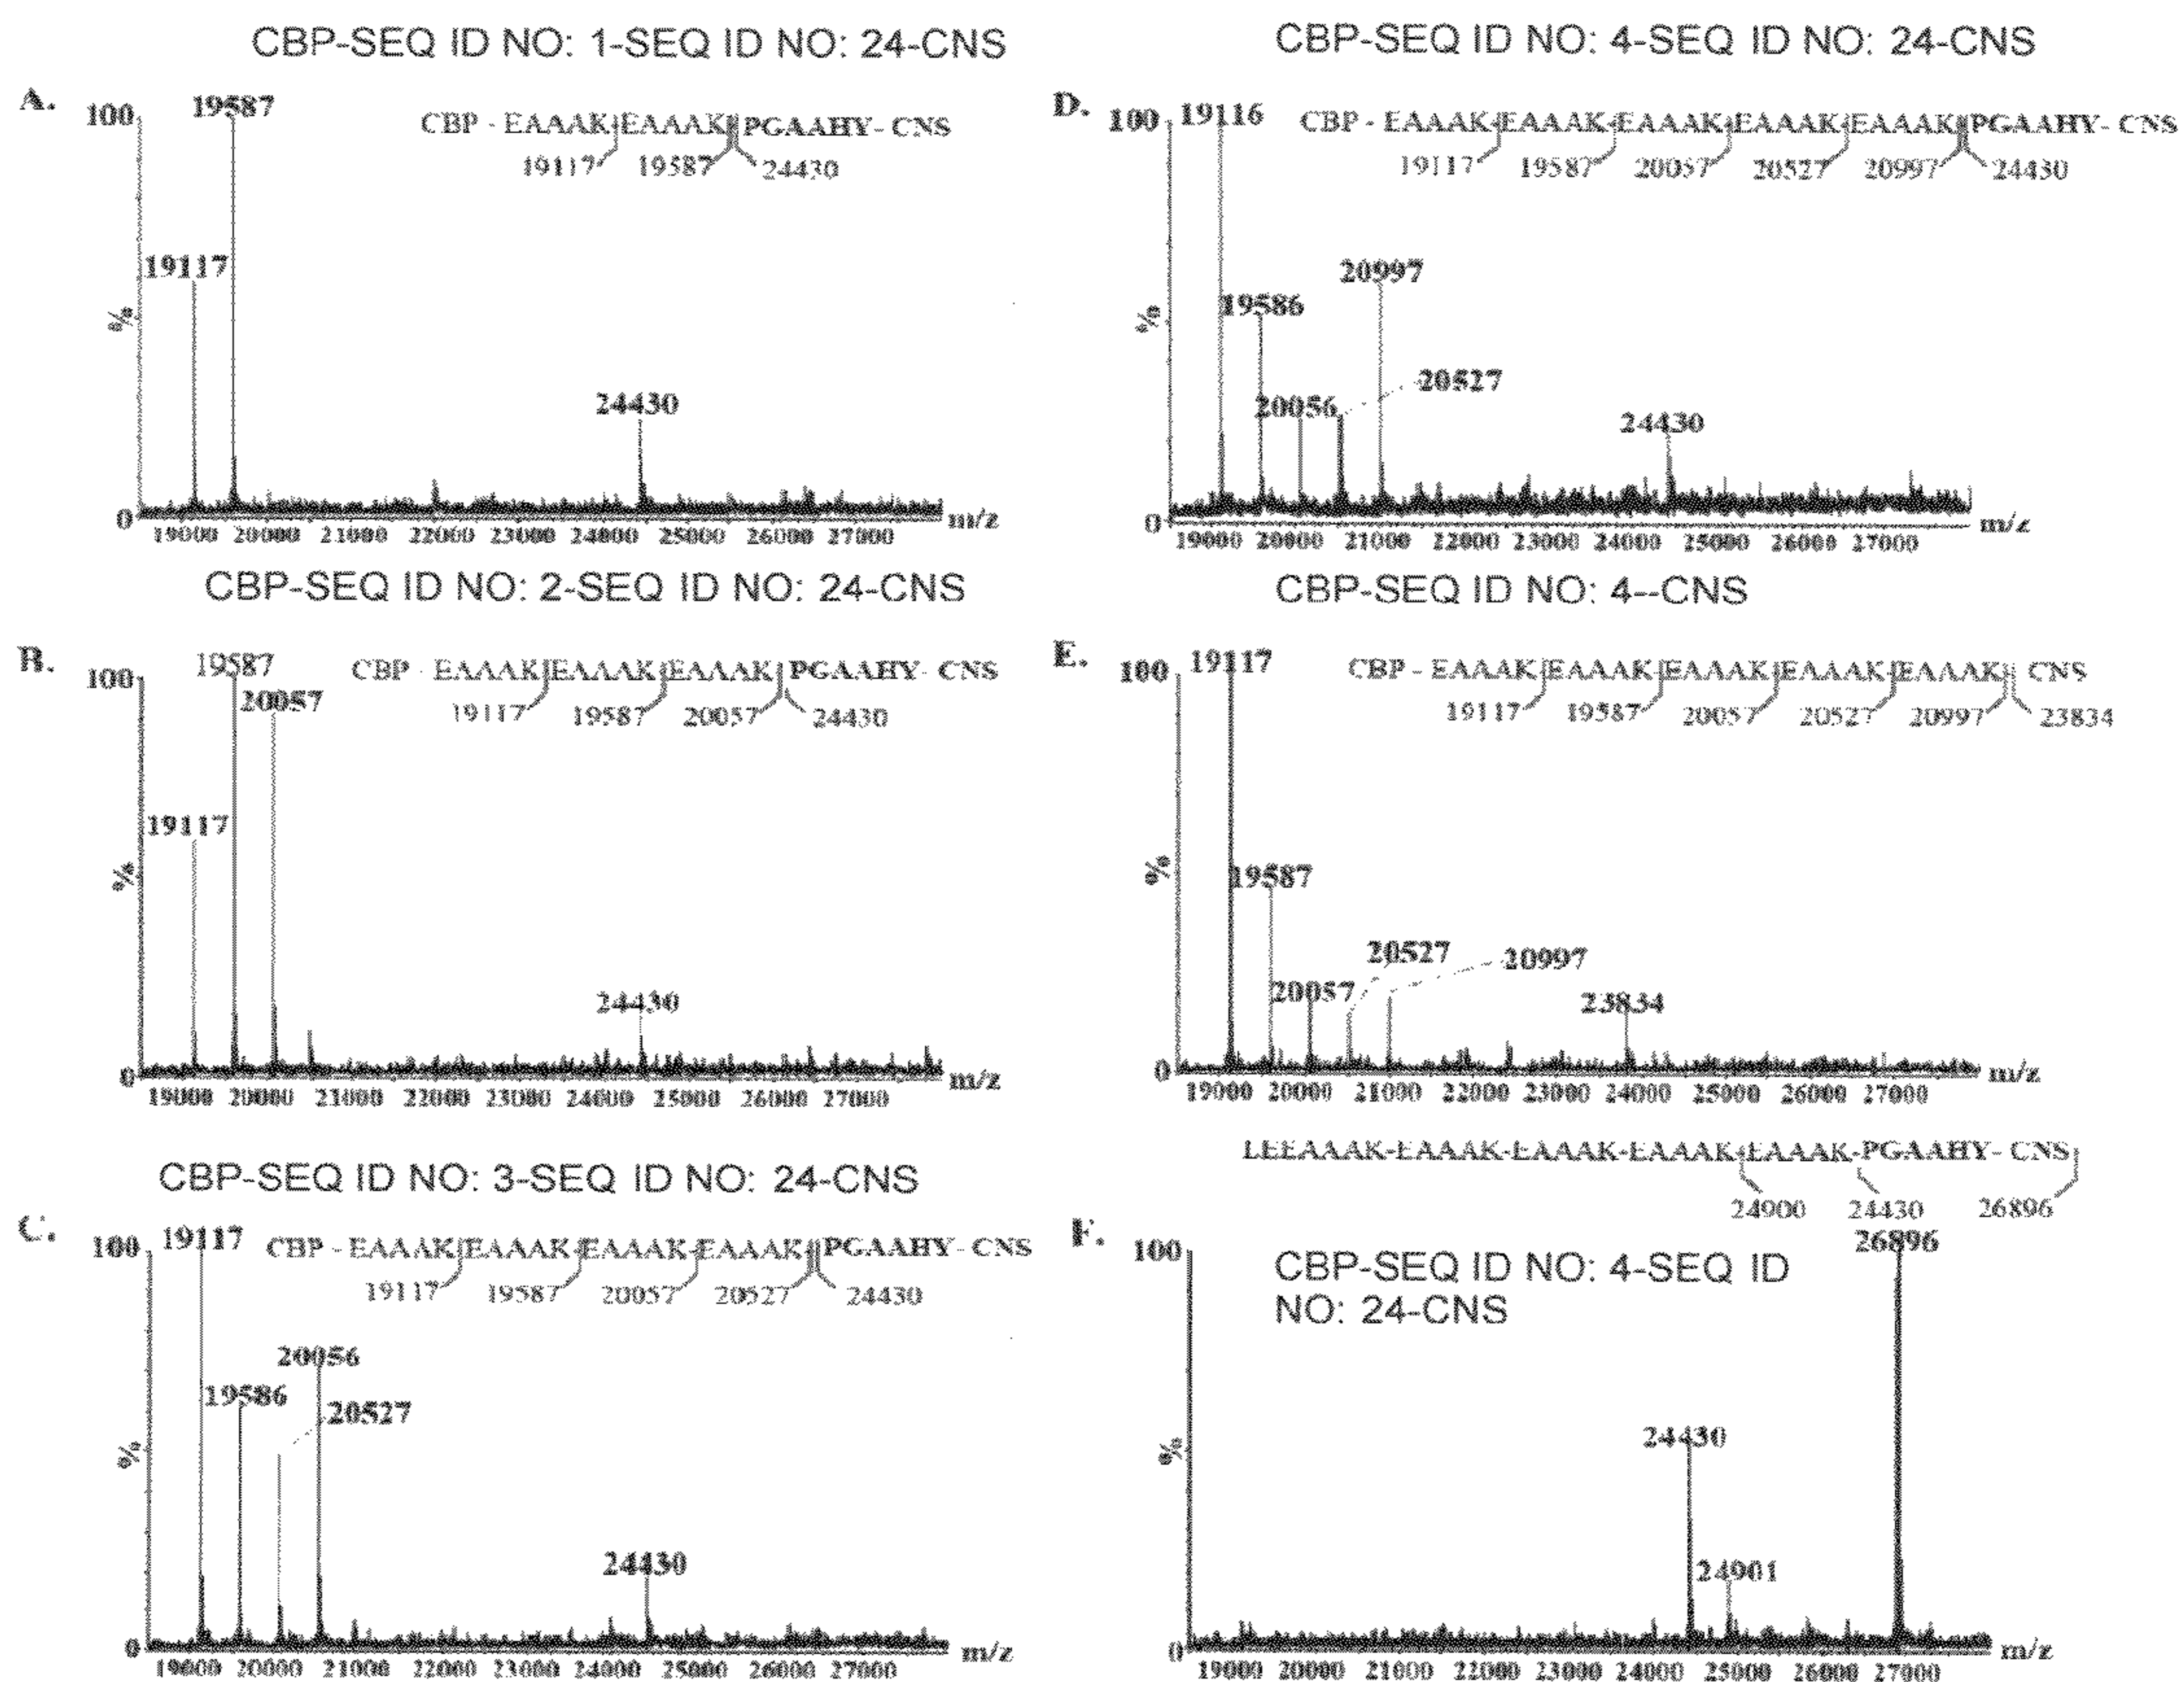 CBP-SEQ ID NO: 1-SEQ ID NO: 24-CNS
A.
100
19587
CBP - EAAAK EAAAK PGAAHY- CNS
19117 19587 24430
19117
%
24430
0
m/z
19000 20000 21000 22000 23000 24000 25000 26000 27000
CBP-SEQ ID NO: 2-SEQ ID NO: 24-CNS
B.
100
19587
CBP - EAAAK EAAAK EAAAK PGAAHY- CNS
20057
19117 19587 20057 24430
19117
%
24430
0
m/z
19000 20000 21000 22000 23000 24000 25000 26000 27000
CBP-SEQ ID NO: 3-SEQ ID NO: 24-CNS
C.
100
19117
CBP - EAAAK EAAAK EAAAK EAAAK PGAAHY- CNS
19117 19587 20057 20527 24430
20056
19586
20527
%
24430
0
m/z
19000 20000 21000 22000 23000 24000 25000 26000 27000
CBP-SEQ ID NO: 4-SEQ ID NO: 24-CNS
D.
100
19116
CBP - EAAAK EAAAK EAAAK EAAAK EAAAK PGAAHY- CNS
19117 19587 20057 20527 20997 24430
20997
19586
%
20527
20056
24430
0
m/z
19000 20000 21000 22000 23000 24000 25000 26000 27000
CBP-SEQ ID NO: 4--CNS
E.
100
19117
CBP - EAAAK EAAAK EAAAK EAAAK EAAAK CNS
19117 19587 20057 20527 20997 23834
19587
%
20527
20997
20057
23834
0
m/z
19000 20000 21000 22000 23000 24000 25000 26000 27000
LEEAAAK-EAAAK-EAAAK-EAAAK EAAAK-PGAAHY- CNS
24900 24430 26896
F.
100
26896
CBP-SEQ ID NO: 4-SEQ ID
NO: 24-CNS
24430
%
24901
0
m/z
19000 20000 21000 22000 23000 24000 25000 26000 27000